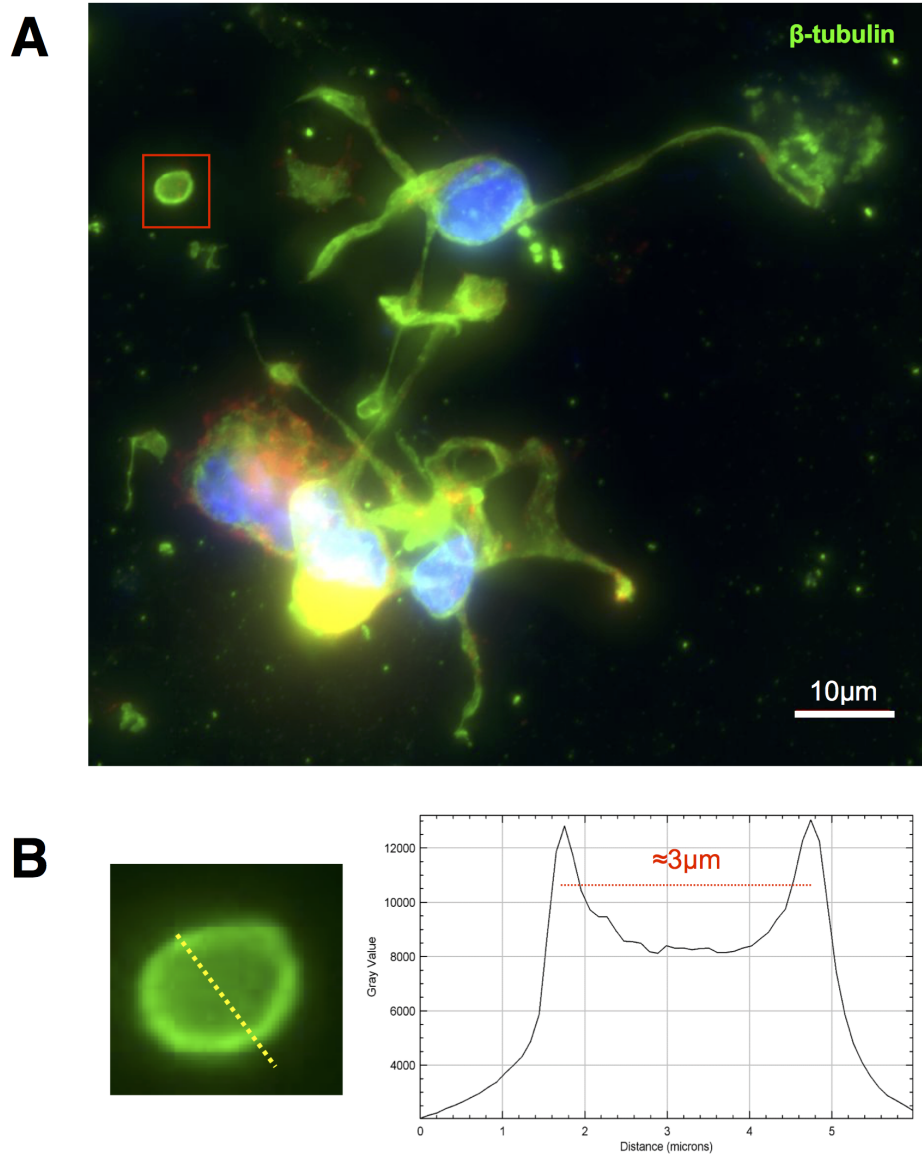 A
β-tubulin
10μm
B
≈3μm
12000
10000
8000
6000
4000
Gray Value
0 1 2 3 4 5
Distance (microns)